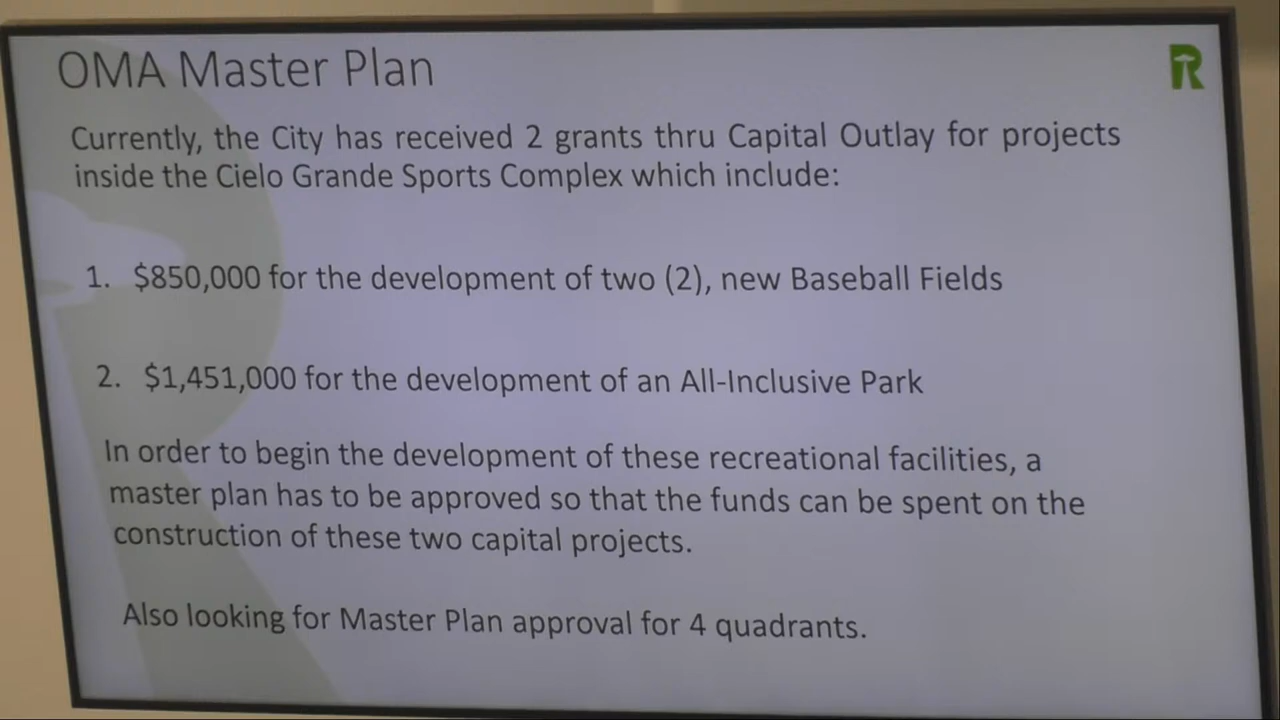 OMA Master Plan
R
Currently, the City has received 2 grants thru Capital Outlay for projects
inside the Cielo Grande Sports Complex which include:
1. $850,000 for the development of two (2), new Baseball Fields
2. $1,451,000 for the development of an All-Inclusive Park
In order to begin the development of these recreational facilities, a
master plan has to be approved so that the funds can be spent on the
construction of these two capital projects.
Also looking for Master Plan approval for 4 quadrants.